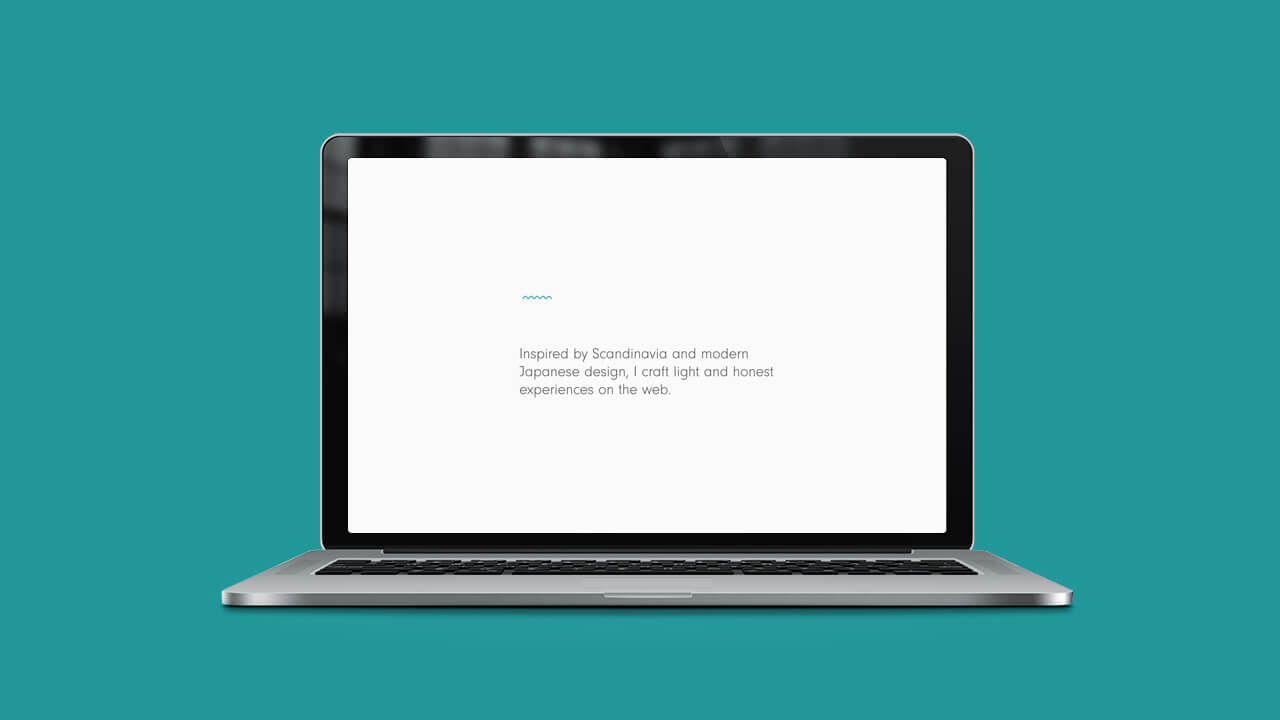 Inspired by Scandinavia and modern
Japanese design, I craft light and honest
experiences on the web.